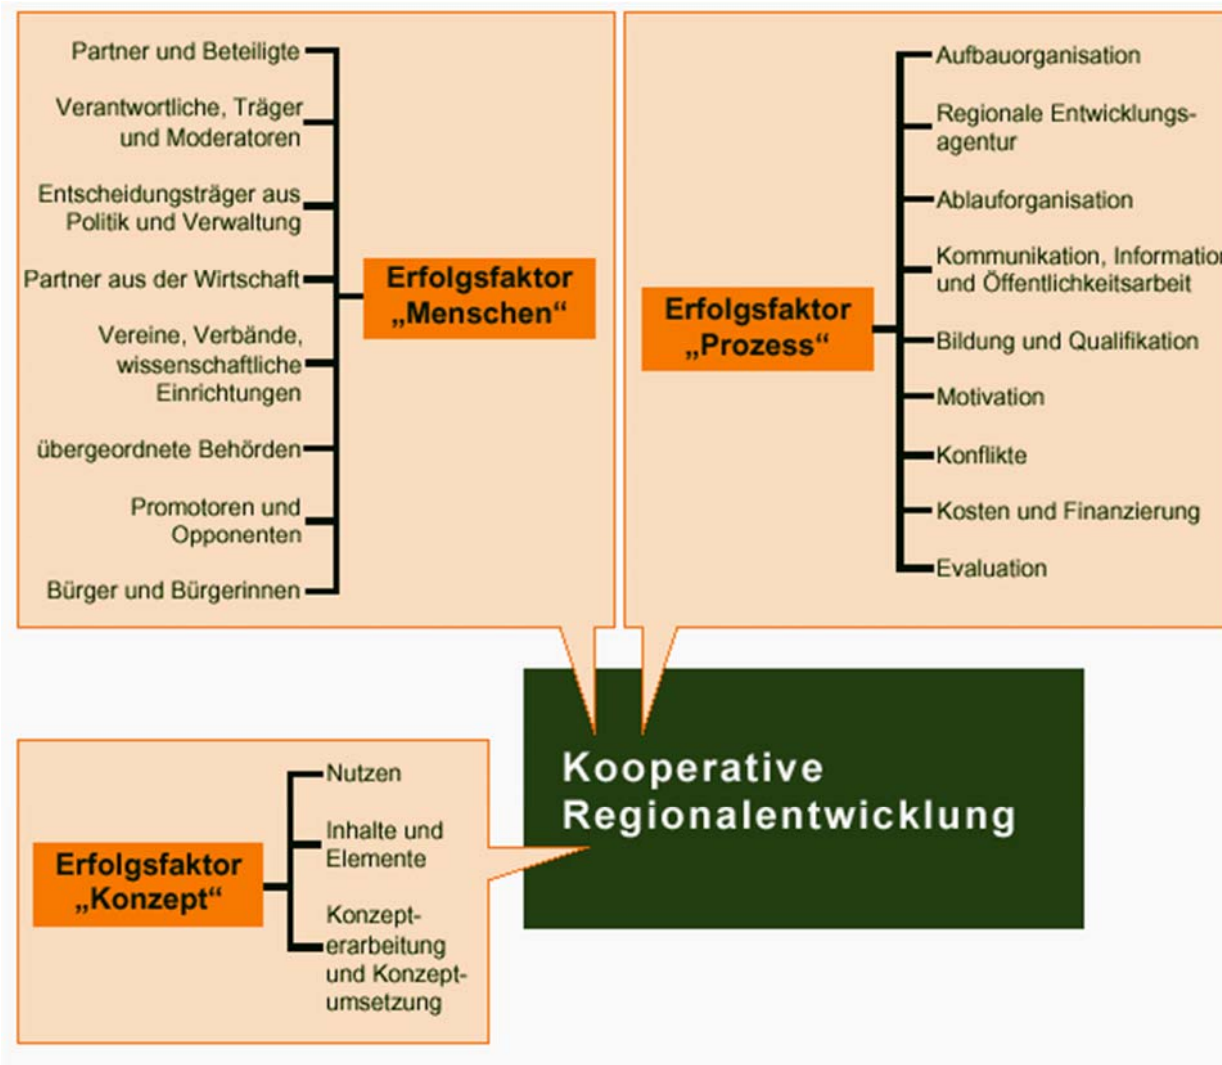 Partner und Beteiligte
Verantwortliche, Träger
und Moderatoren
Entscheidungsträger aus
Politik und Verwaltung
Partner aus der Wirtschaft
Vereine, Verbände,
wissenschaftliche
Einrichtungen
übergeordnete Behörden
Promotoren und
Opponenten
Bürger und Bürgerinnen
Erfolgsfaktor
„Menschen“
Erfolgsfaktor
„Prozess“
Aufbauorganisation
Regionale Entwicklungs-
agentur
Ablauforganisation
Kommunikation, Information
und Öffentlichkeitsarbeit
Bildung und Qualifikation
Motivation
Konflikte
Kosten und Finanzierung
Evaluation
Erfolgsfaktor
„Konzept“
Nutzen
Inhalte und
Elemente
Konzept-
erarbeitung
und Konzept-
umsetzung
Kooperative
Regionalentwicklung